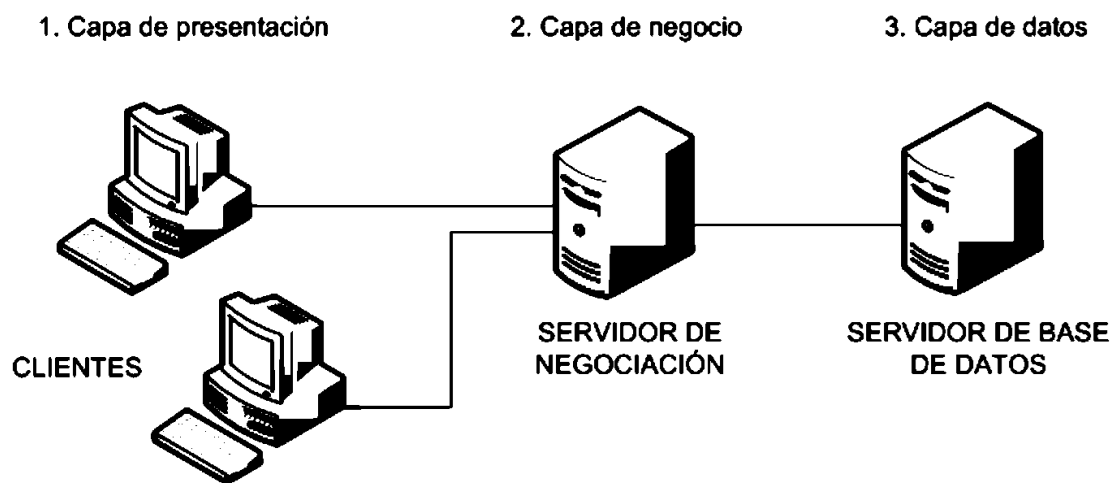 1. Capa de presentación
2. Capa de negocio
3. Capa de datos
CLIENTES
SERVIDOR DE
NEGOCIACIÓN
SERVIDOR DE BASE
DE DATOS